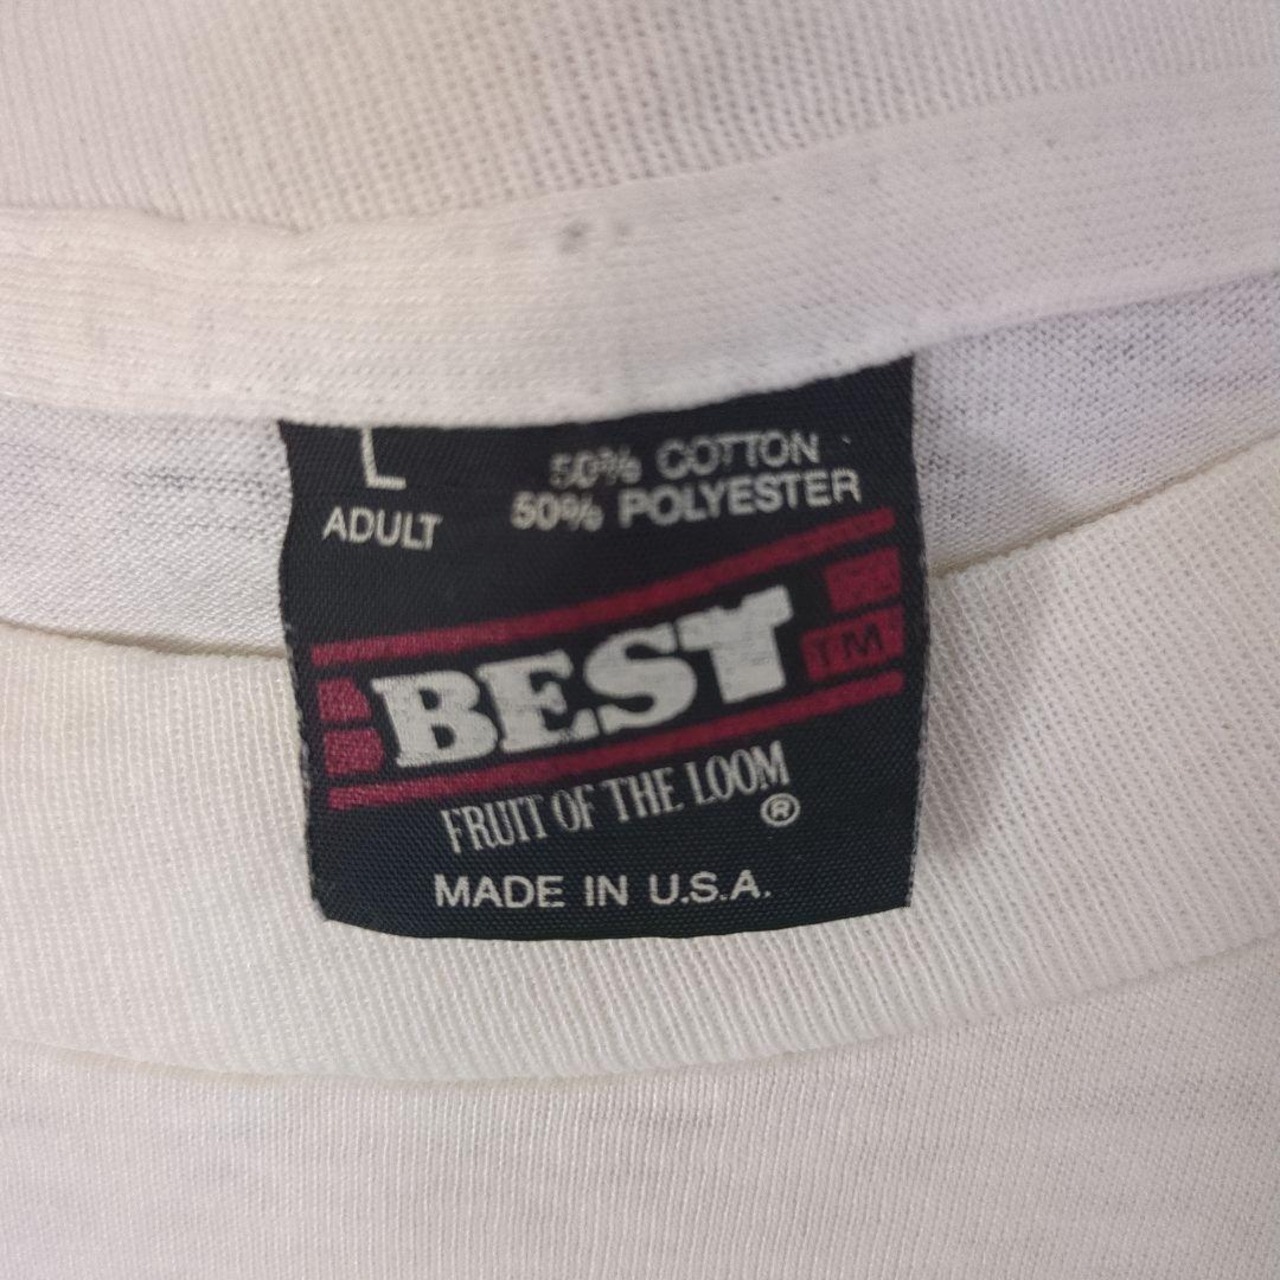 L
ADULT
50% COTTON
50% POLYESTER
BEST TM
FRUIT OF THE LOOM
®
MADE IN U.S.A.